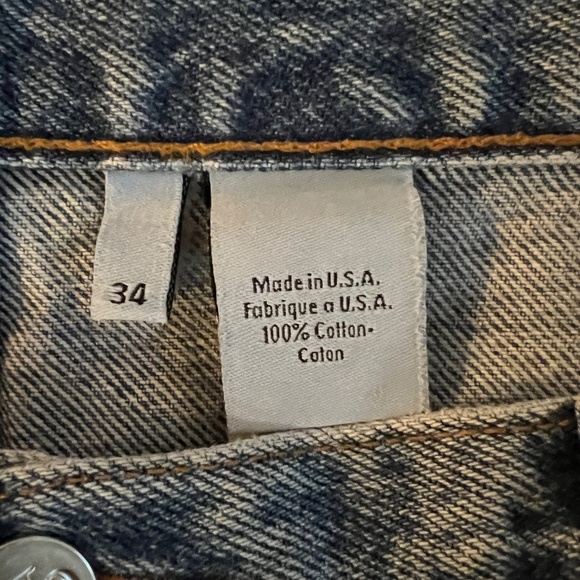 34
Made in U.S.A.
Fabrique a U.S.A.
100% Cotton-
Coton